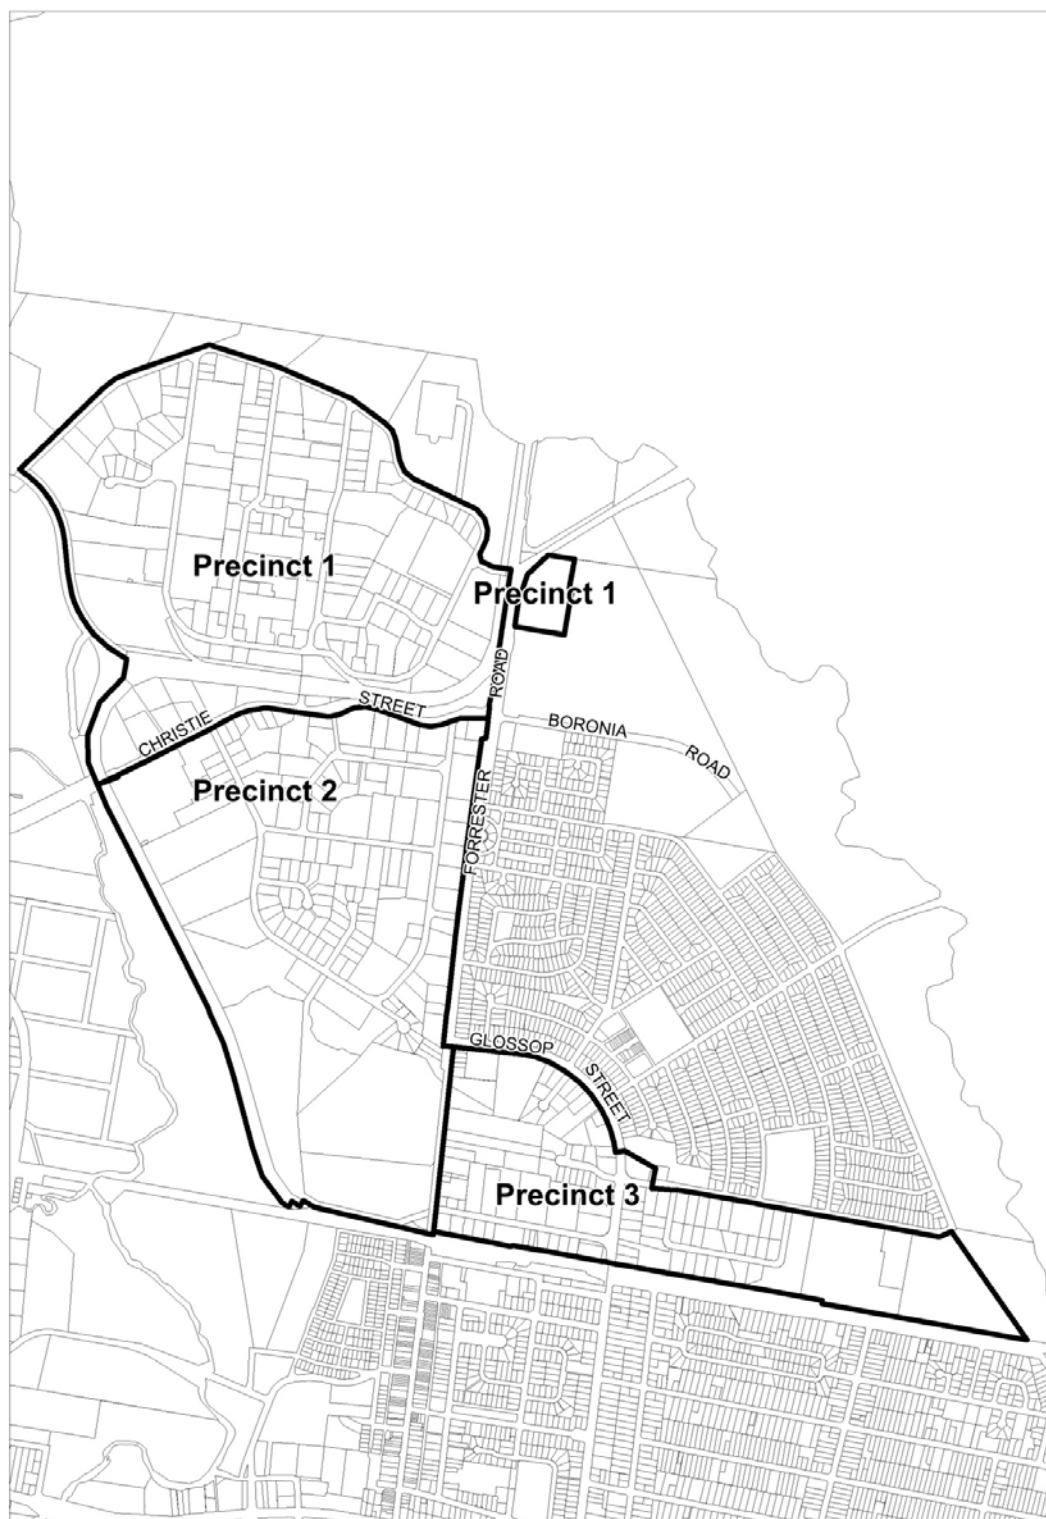 Precinct 1
Precinct 1
ROAD
STREET
CHRISTIE
BORONIA
ROAD
Precinct 2
FORRESTER
GLOSSOP
STREET
Precinct 3